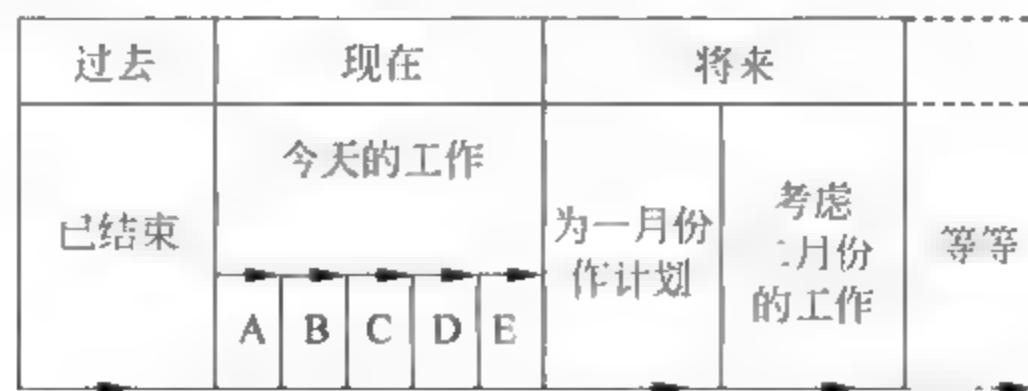 过去 现在 将来
今天的工作
已结束
为一月份
作计划
考虑
二月份
的工作
等等
A B C D E